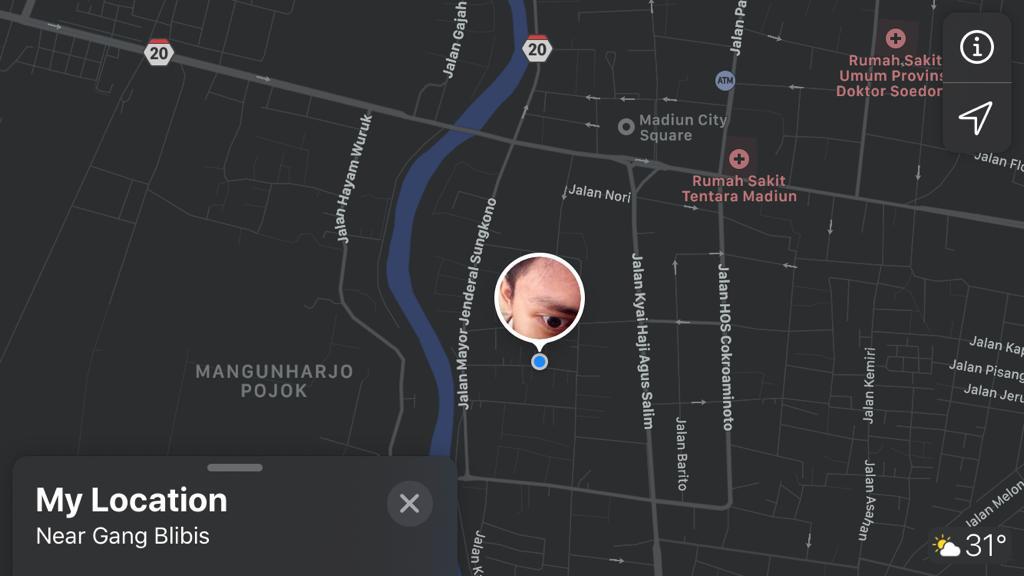 20
Jalan Gajah
20
Jalan Pa
ATM
Rumah Sakit
Umum Provins
Doktor Soedor
Madiun City
Square
Jalan Hayam Wuruk
Rumah Sakit
Tentara Madiun
Jalan Flo
Jalan Nori
Jalan Mayor Jenderal Sungkono
Jalan Kyai Haji Agus Salim
Jalan HOS Cokroaminoto
MANGUNHARJO
POJOK
Jalan Kemiri
Jalan Kap
Jalan Pisang
Jalan Jeru
Jalan Barito
Jalan Asahan
Jalan Melon
Jalan K
My Location
Near Gang Blibis
31°